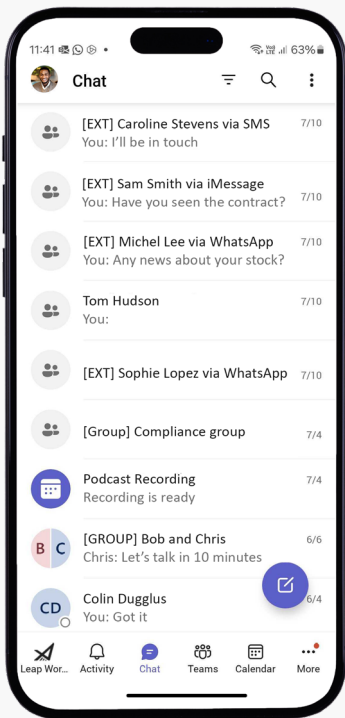 11:41 63%
Chat
[EXT] Caroline Stevens via SMS 7/10
You: I'll be in touch
[EXT] Sam Smith via iMessage
You: Have you seen the contract? 7/10
[EXT] Michel Lee via WhatsApp 7/10
You: Any news about your stock?
Tom Hudson 7/10
You:
[EXT] Sophie Lopez via WhatsApp 7/10
[Group] Compliance group 7/4
Podcast Recording 7/4
Recording is ready
B C
[GROUP] Bob and Chris 6/6
Chris: Let's talk in 10 minutes
CD
Colin Dugglus 6/4
You: Got it
Leap Wor... Activity Chat Teams Calendar More